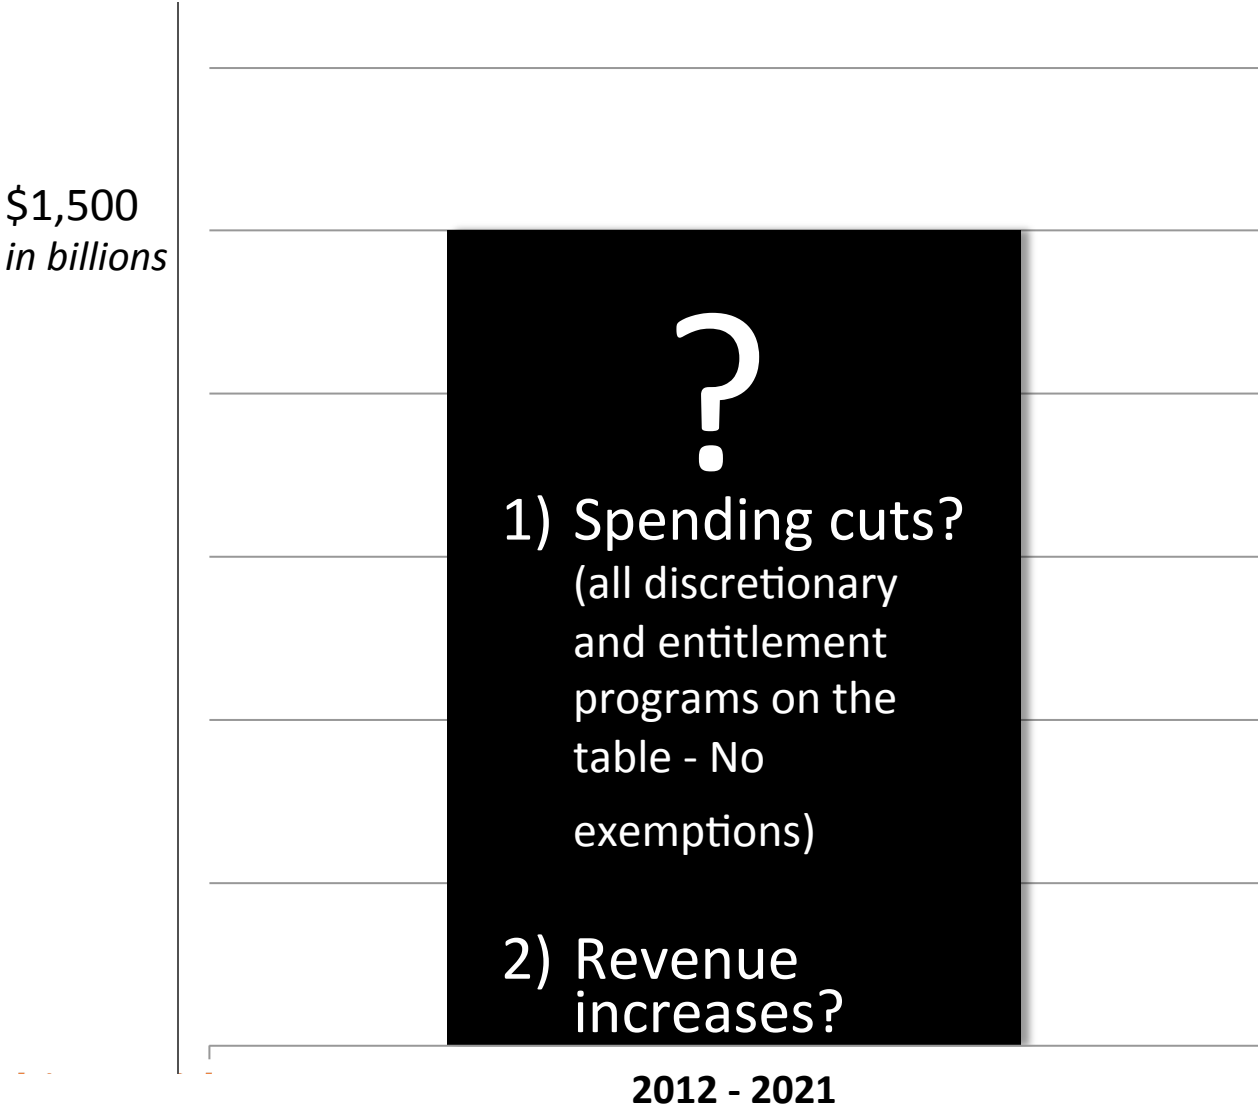 $1,500
in billions
?
1) Spending cuts?
(all discretionary
and entitlement
programs on the
table - No
exemptions)
2) Revenue
increases?
2012 - 2021